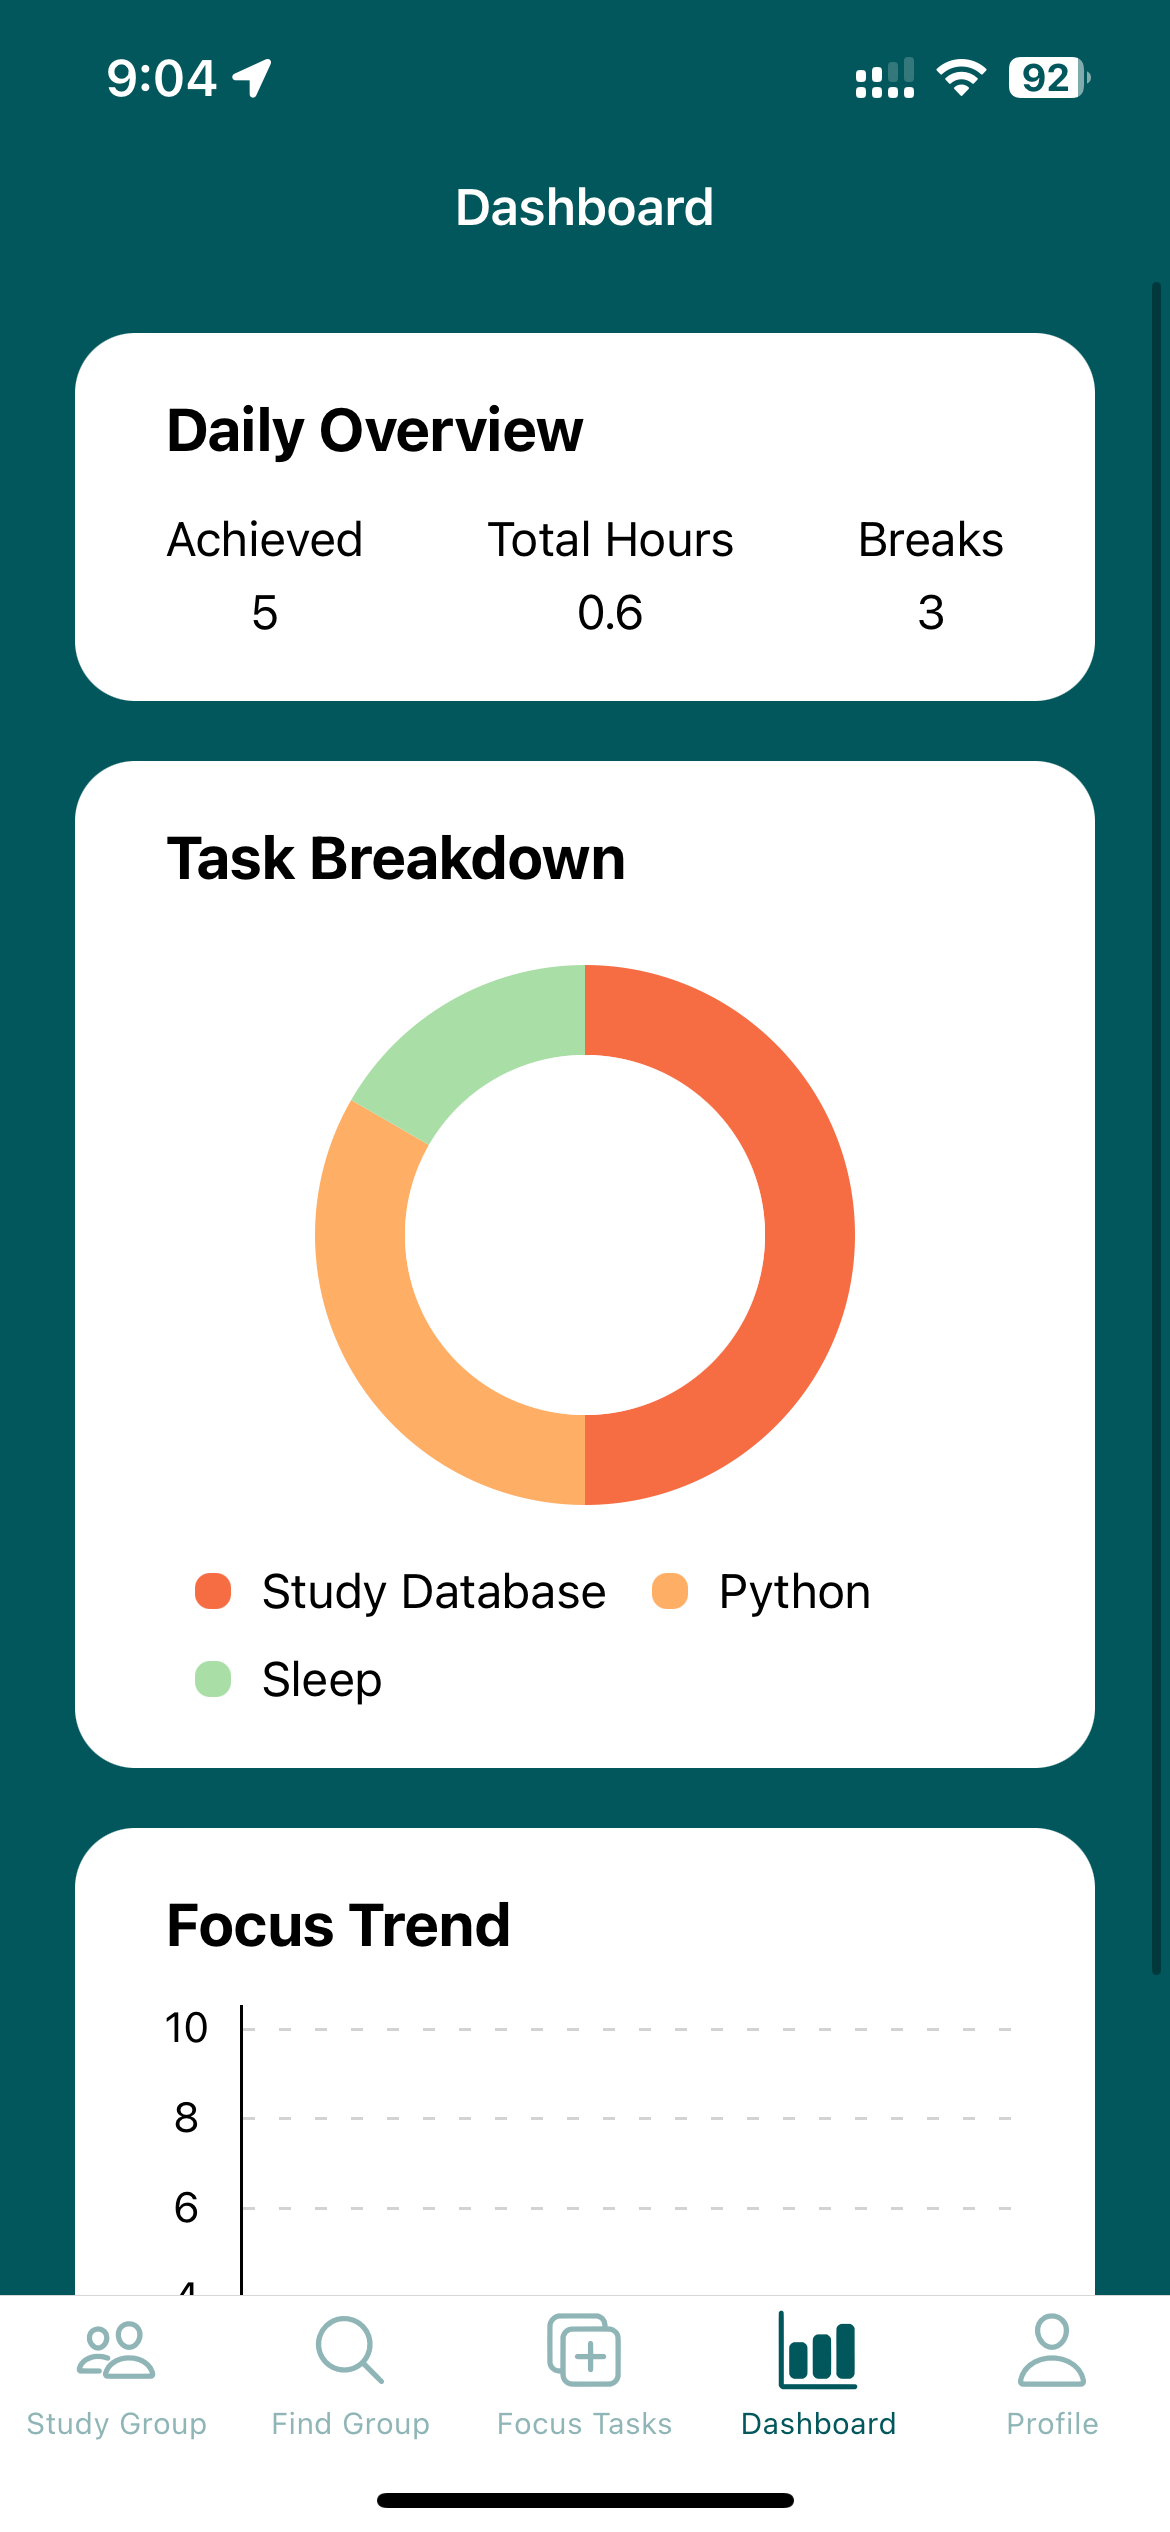 9:04
92
Dashboard
Daily Overview
Achieved Total Hours Breaks
5 0.6 3
Task Breakdown
Study Database Python
Sleep
Focus Trend
10
8
6
4
Study Group Find Group Focus Tasks Dashboard Profile